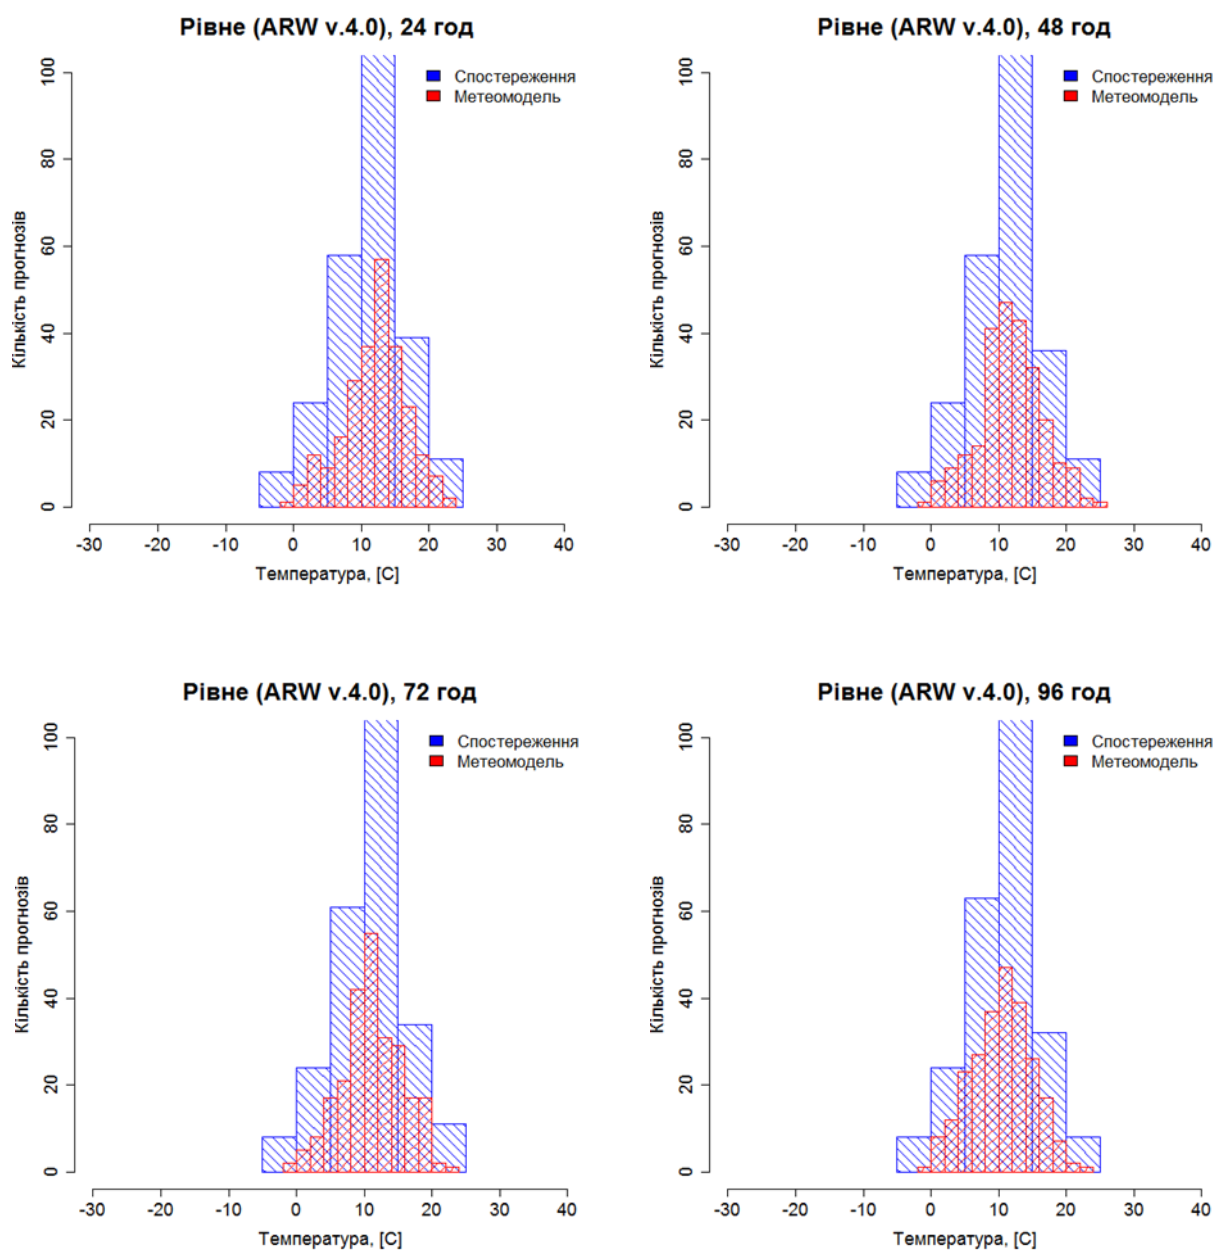 Рівне (ARW v.4.0), 24 год
Спостереження
Метеомодель
Кількість прогнозів
0 20 40 60 80 100
-30 -20 -10 0 10 20 30 40
Температура, [C]
Рівне (ARW v.4.0), 48 год
Спостереження
Метеомодель
Кількість прогнозів
0 20 40 60 80 100
-30 -20 -10 0 10 20 30 40
Температура, [C]
Рівне (ARW v.4.0), 72 год
Спостереження
Метеомодель
Кількість прогнозів
0 20 40 60 80 100
-30 -20 -10 0 10 20 30 40
Температура, [C]
Рівне (ARW v.4.0), 96 год
Спостереження
Метеомодель
Кількість прогнозів
0 20 40 60 80 100
-30 -20 -10 0 10 20 30 40
Температура, [C]